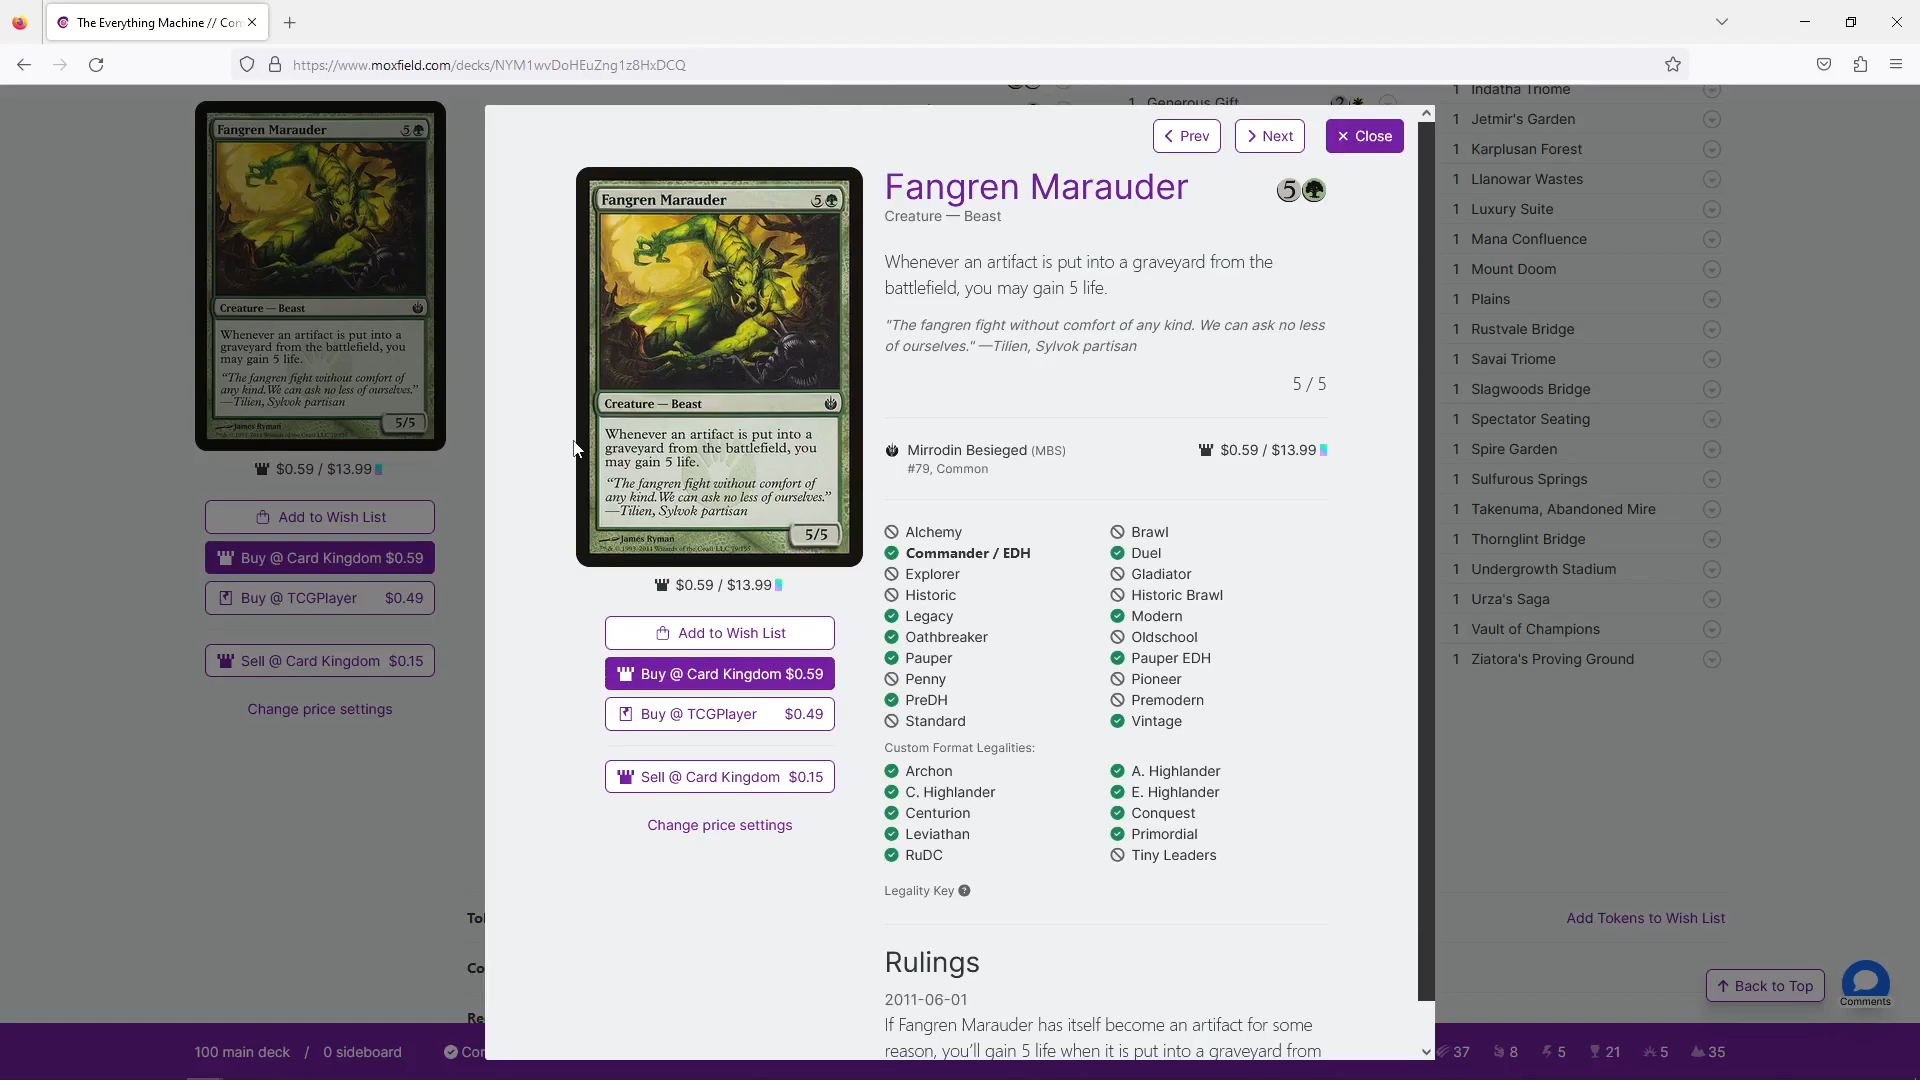 The Everything Machine // Com
https://www.moxfield.com/decks/NYM1wvDoHEuZng1z8HxDCQ
Fangren Marauder 5
Creature — Beast
Whenever an artifact is put into a
graveyard from the battlefield, you
may gain 5 life.
"The fangren fight without comfort of
any kind. We can ask no less of ourselves."
—Tilien, Sylvok partisan
James Ryman
5/5
$0.59 / $13.99
Add to Wish List
Buy @ Card Kingdom $0.59
Buy @ TCGPlayer $0.49
Sell @ Card Kingdom $0.15
Change price settings
1 Generous Gift 2
Prev
Next
Close
Fangren Marauder 5
Creature — Beast
Whenever an artifact is put into a
graveyard from the battlefield, you
may gain 5 life.
"The fangren fight without comfort of
any kind. We can ask no less of ourselves."
—Tilien, Sylvok partisan
James Ryman
5/5
$0.59 / $13.99
Add to Wish List
Buy @ Card Kingdom $0.59
Buy @ TCGPlayer $0.49
Sell @ Card Kingdom $0.15
Change price settings
Fangren Marauder 5
Creature — Beast
Whenever an artifact is put into a graveyard from the
battlefield, you may gain 5 life.
"The fangren fight without comfort of any kind. We can ask no less
of ourselves." —Tilien, Sylvok partisan
5 / 5
Mirrodin Besieged (MBS) $0.59 / $13.99
#79, Common
Alchemy Brawl
Commander / EDH Duel
Explorer Gladiator
Historic Historic Brawl
Legacy Modern
Oathbreaker Oldschool
Pauper Pauper EDH
Penny Pioneer
PreDH Premodern
Standard Vintage
Custom Format Legalities:
Archon A. Highlander
C. Highlander E. Highlander
Centurion Conquest
Leviathan Primordial
RuDC Tiny Leaders
Legality Key ?
Rulings
2011-06-01
If Fangren Marauder has itself become an artifact for some
reason, you'll gain 5 life when it is put into a graveyard from
1 Indatha Triome
1 Jetmir's Garden
1 Karplusan Forest
1 Llanowar Wastes
1 Luxury Suite
1 Mana Confluence
1 Mount Doom
1 Plains
1 Rustvale Bridge
1 Savai Triome
1 Slagwoods Bridge
1 Spectator Seating
1 Spire Garden
1 Sulfurous Springs
1 Takenuma, Abandoned Mire
1 Thornglint Bridge
1 Undergrowth Stadium
1 Urza's Saga
1 Vault of Champions
1 Ziatora's Proving Ground
Tol
Co
Re
Add Tokens to Wish List
Back to Top
Comments
100 main deck / 0 sideboard Co
37 8 5 21 5 35